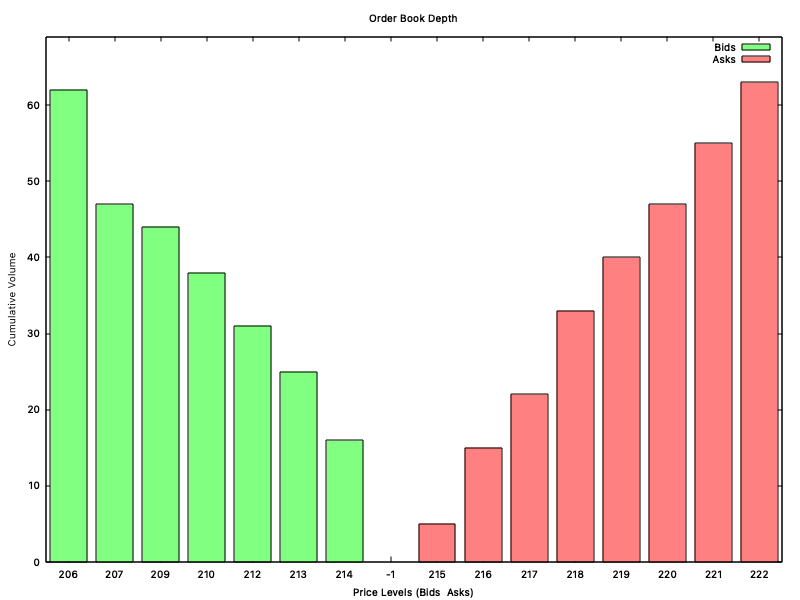 Order Book Depth
Bids
Asks
60
50
40
30
20
10
0
Cumulative Volume
206 207 209 210 212 213 214 -1 215 216 217 218 219 220 221 222
Price Levels (Bids  Asks)